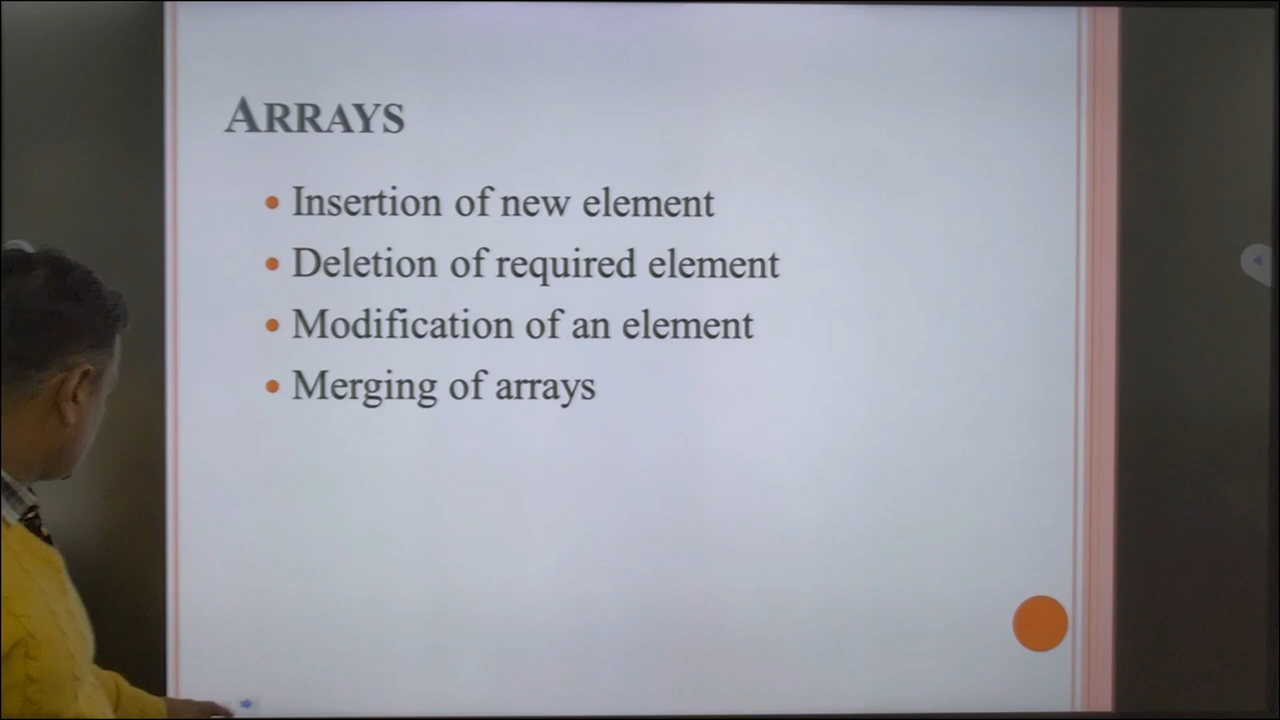 ARRAYS
• Insertion of new element
• Deletion of required element
• Modification of an element
• Merging of arrays